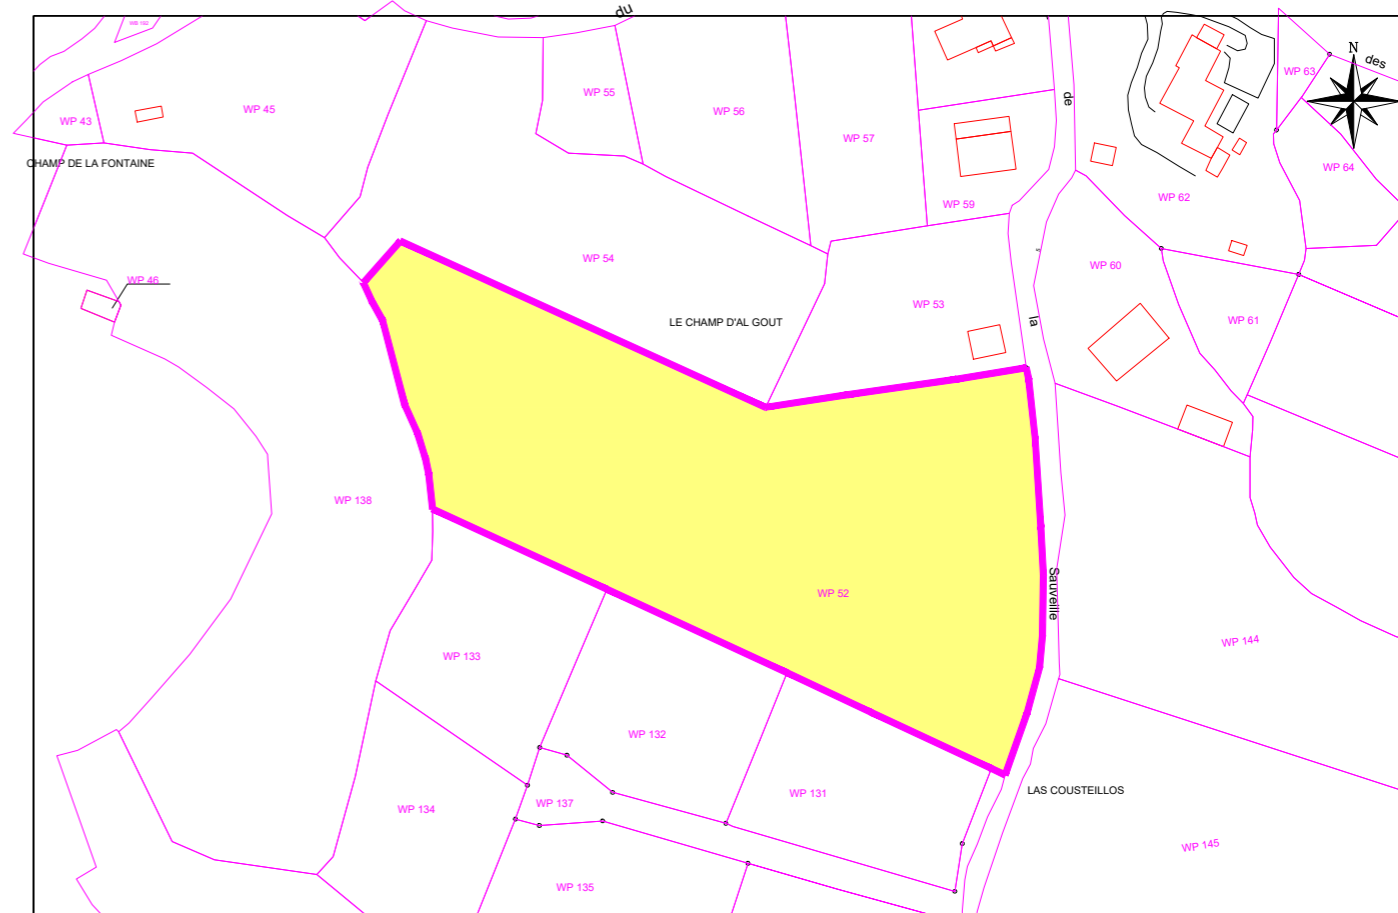 du
N
des
WP 63
WP 55
WP 56
WP 45
WP 43
WP 57
de
CHAMP DE LA FONTAINE
WP 64
WP 62
WP 59
WP 54
WP 60
WP 46
WP 53
LE CHAMP D'AL GOUT
la
WP 61
WP 138
WP 52
Sauveille
WP 144
WP 133
WP 132
LAS COUSTEILLOS
WP 131
WP 137
WP 134
WP 145
WP 135